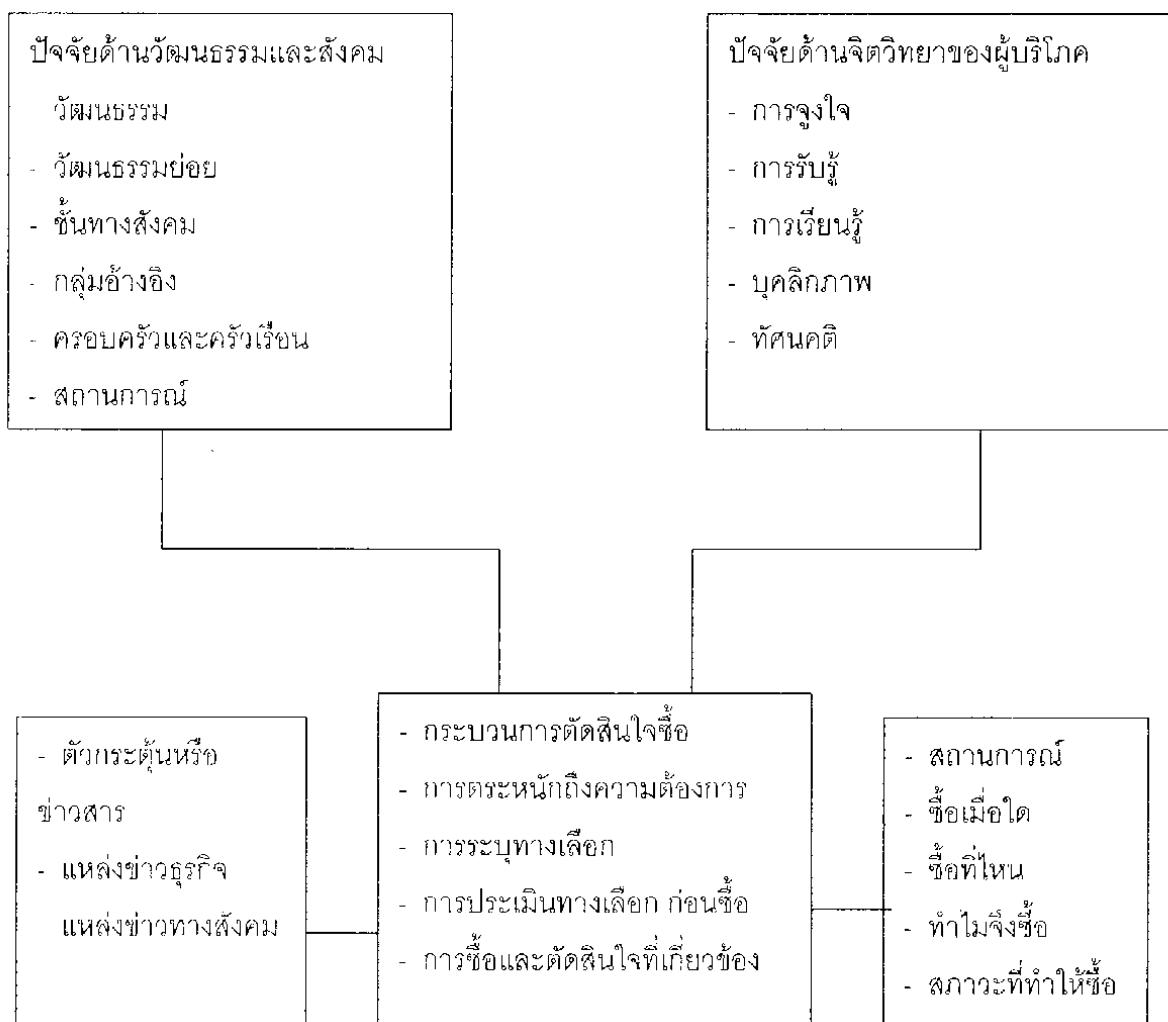 ปัจจัยด้านวัฒนธรรมและสังคม
วัฒนธรรม
- วัฒนธรรมย่อย
- ชั้นทางสังคม
- กลุ่มอ้างอิง
- ครอบครัวและครัวเรือน
- สถานการณ์
ปัจจัยด้านจิตวิทยาของผู้บริโภค
- การจูงใจ
- การรับรู้
- การเรียนรู้
- บุคลิกภาพ
- ทัศนคติ
- ตัวกระตุ้นหรือ
ข่าวสาร
- แหล่งข่าวธุรกิจ
แหล่งข่าวทางสังคม
- กระบวนการตัดสินใจซื้อ
- การตระหนักถึงความต้องการ
- การระบุทางเลือก
- การประเมินทางเลือก ก่อนซื้อ
- การซื้อและตัดสินใจที่เกี่ยวข้อง
- สถานการณ์
- ซื้อเมื่อใด
- ซื้อที่ไหน
- ทำไมจึงซื้อ
- สภาวะที่ทำให้ซื้อ